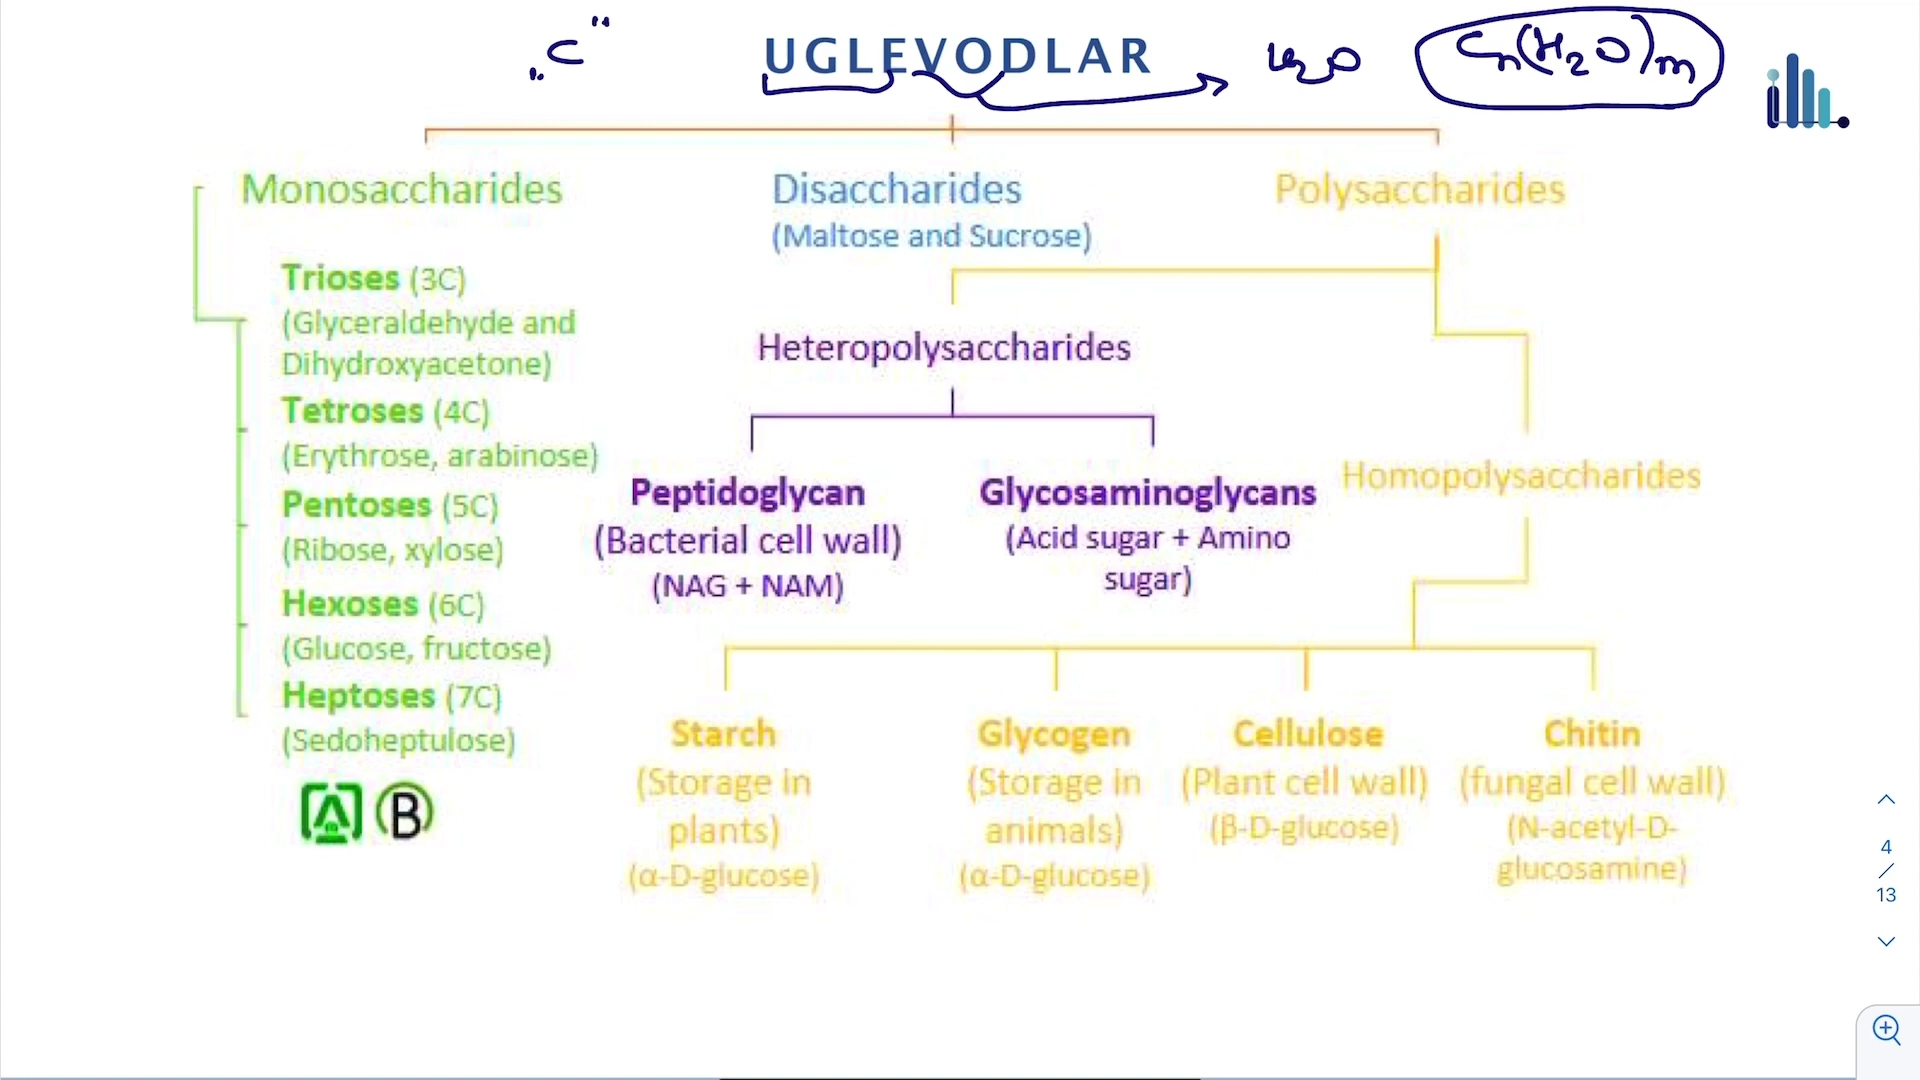 „C"
UGLEVODLAR
H₂O
Cn(H₂O)m
Monosaccharides
Disaccharides
(Maltose and Sucrose)
Polysaccharides
Trioses (3C)
(Glyceraldehyde and
Dihydroxyacetone)
Tetroses (4C)
(Erythrose, arabinose)
Pentoses (5C)
(Ribose, xylose)
Hexoses (6C)
(Glucose, fructose)
Heptoses (7C)
(Sedoheptulose)
A B
Heteropolysaccharides
Peptidoglycan
(Bacterial cell wall)
(NAG + NAM)
Glycosaminoglycans
(Acid sugar + Amino
sugar)
Homopolysaccharides
Starch
(Storage in
plants)
(α-D-glucose)
Glycogen
(Storage in
animals)
(α-D-glucose)
Cellulose
(Plant cell wall)
(β-D-glucose)
Chitin
(fungal cell wall)
(N-acetyl-D-
glucosamine)
4
/
13